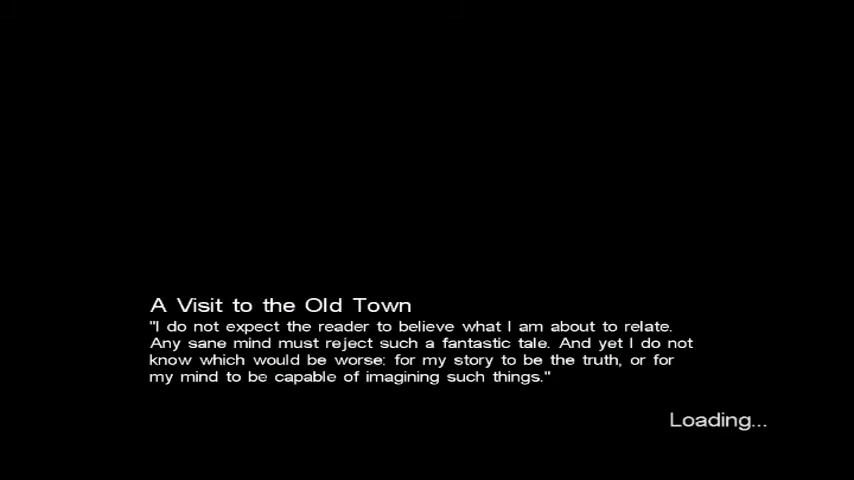 A Visit to the Old Town
"I do not expect the reader to believe what I am about to relate.
Any sane mind must reject such a fantastic tale. And yet I do not
know which would be worse: for my story to be the truth, or for
my mind to be capable of imagining such things."
Loading...